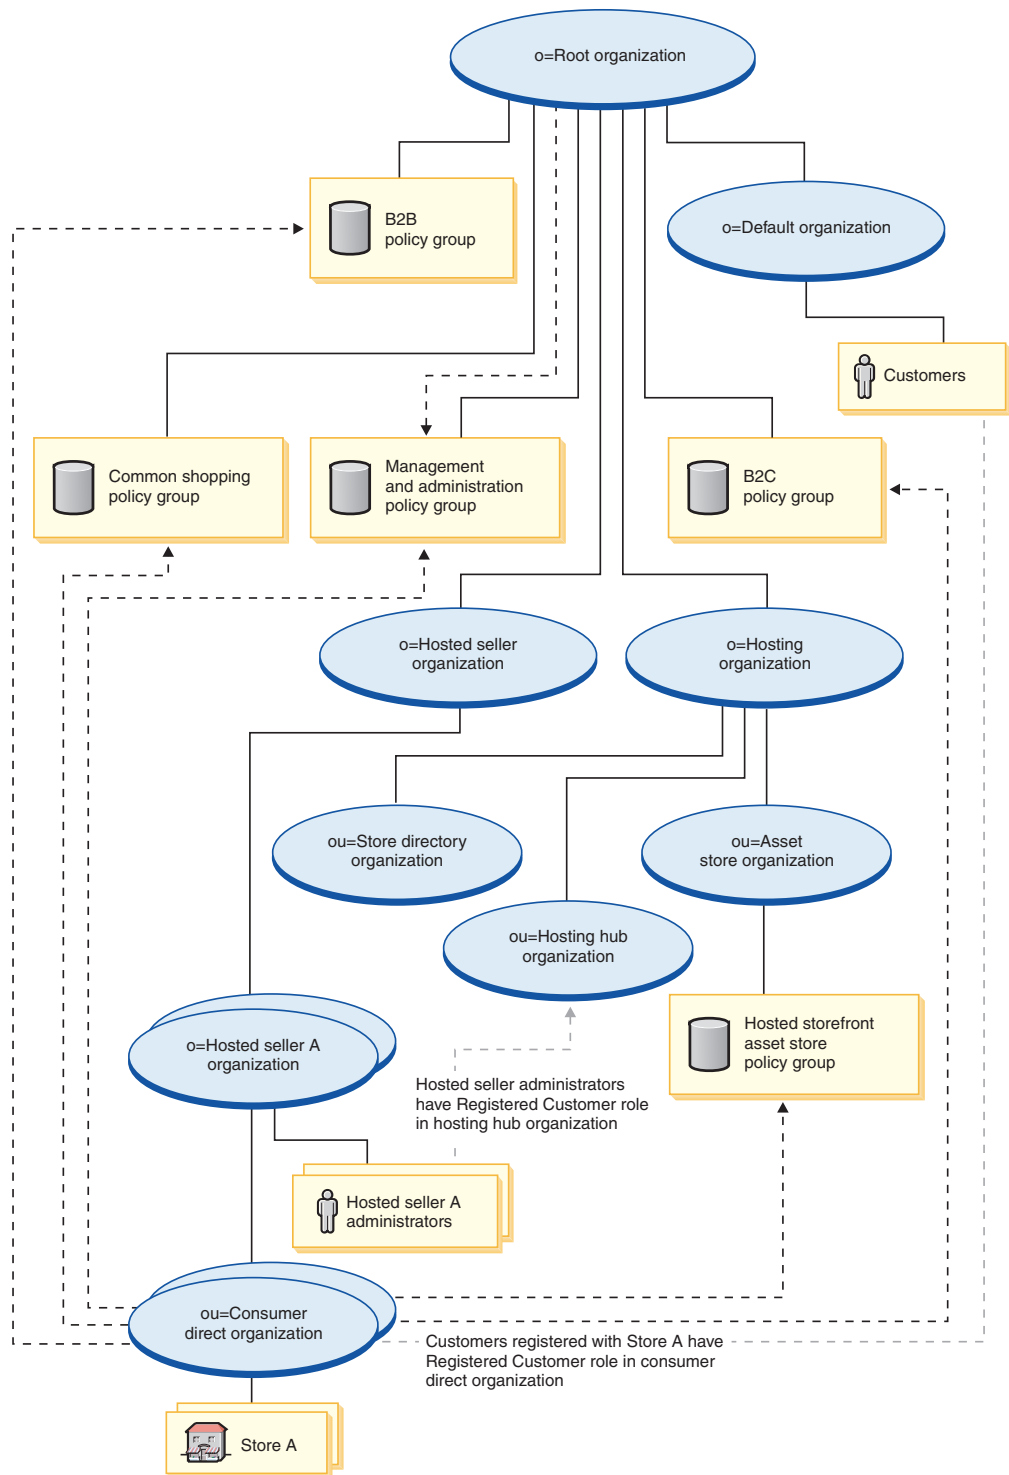 o=Root organization
B2B
policy group
o=Default organization
Customers
Common shopping
policy group
Management
and administration
policy group
B2C
policy group
o=Hosted seller
organization
o=Hosting
organization
ou=Store directory
organization
ou=Asset
store organization
ou=Hosting hub
organization
o=Hosted seller A
organization
Hosted storefront
asset store
policy group
Hosted seller administrators
have Registered Customer role
in hosting hub organization
Hosted seller A
administrators
ou=Consumer
direct organization
Customers registered with Store A have
Registered Customer role in consumer
direct organization
Store A